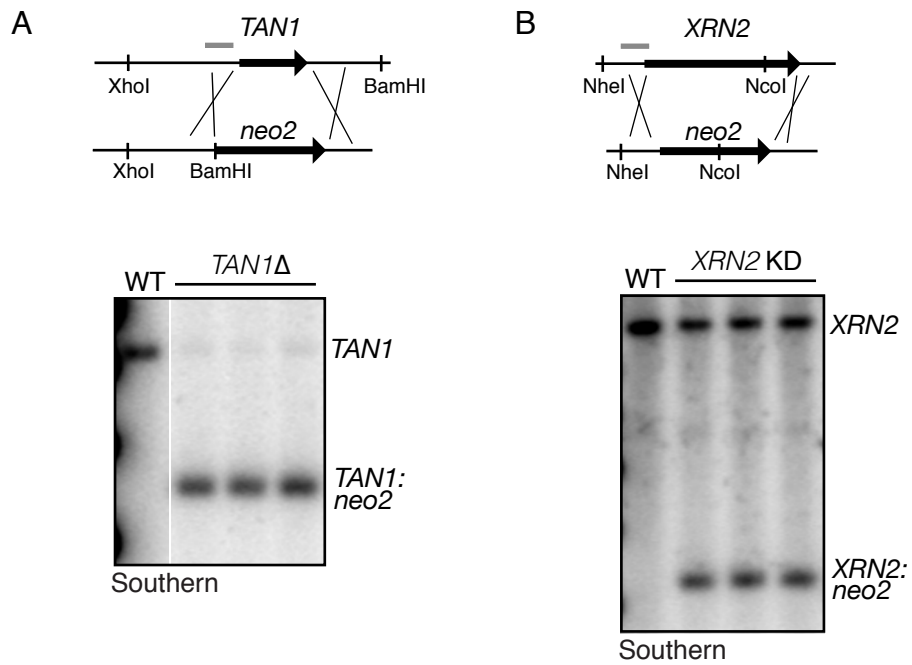 A
TAN1
XhoI
BamHI
neo2
XhoI
BamHI
WT
TAN1Δ
TAN1
TAN1:
neo2
Southern
B
XRN2
NheI
NcoI
neo2
NheI
NcoI
WT
XRN2 KD
XRN2
XRN2:
neo2
Southern